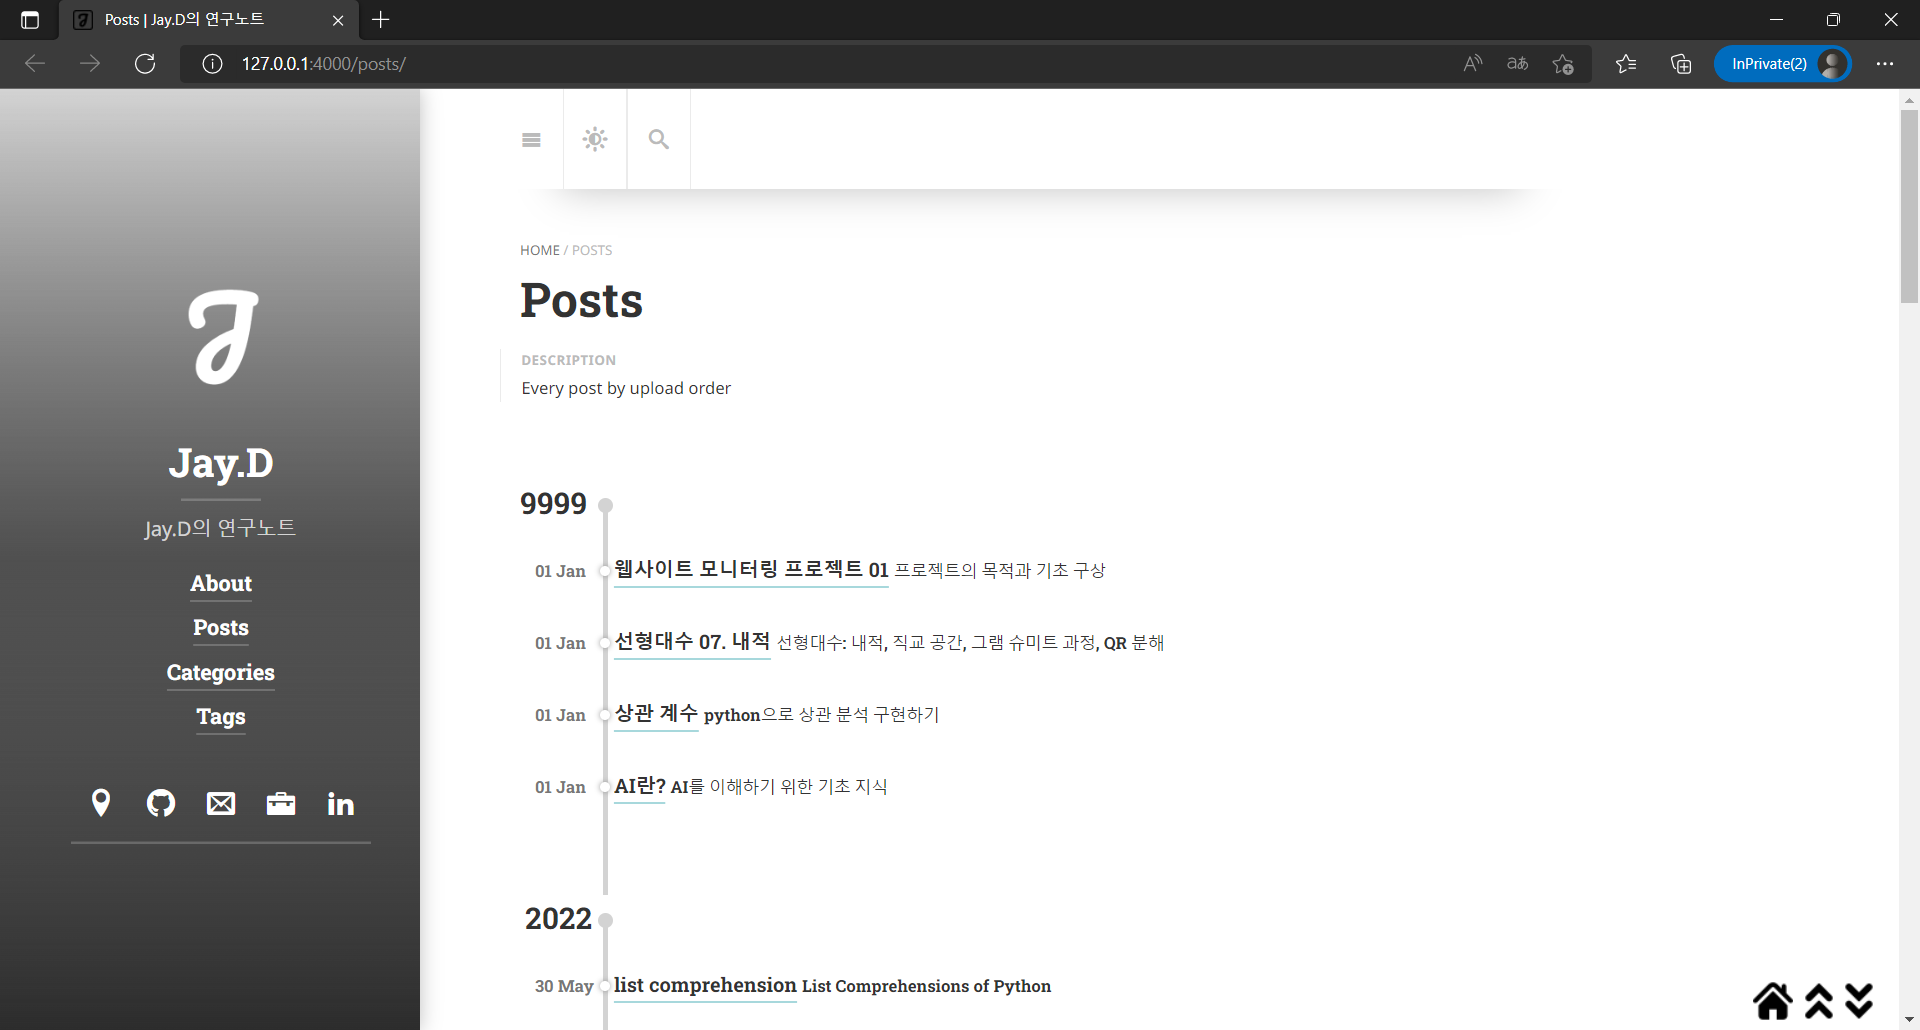 Posts | Jay.D의 연구노트
127.0.0.1:4000/posts/
aあ
InPrivate(2)
J
Jay.D
Jay.D의 연구노트
About
Posts
Categories
Tags
in
HOME / POSTS
Posts
DESCRIPTION
Every post by upload order
9999
01 Jan 웹사이트 모니터링 프로젝트 01 프로젝트의 목적과 기초 구상
01 Jan 선형대수 07. 내적 선형대수: 내적, 직교 공간, 그램 슈미트 과정, QR 분해
01 Jan 상관 계수 python으로 상관 분석 구현하기
01 Jan AI란? AI를 이해하기 위한 기초 지식
2022
30 May list comprehension List Comprehensions of Python